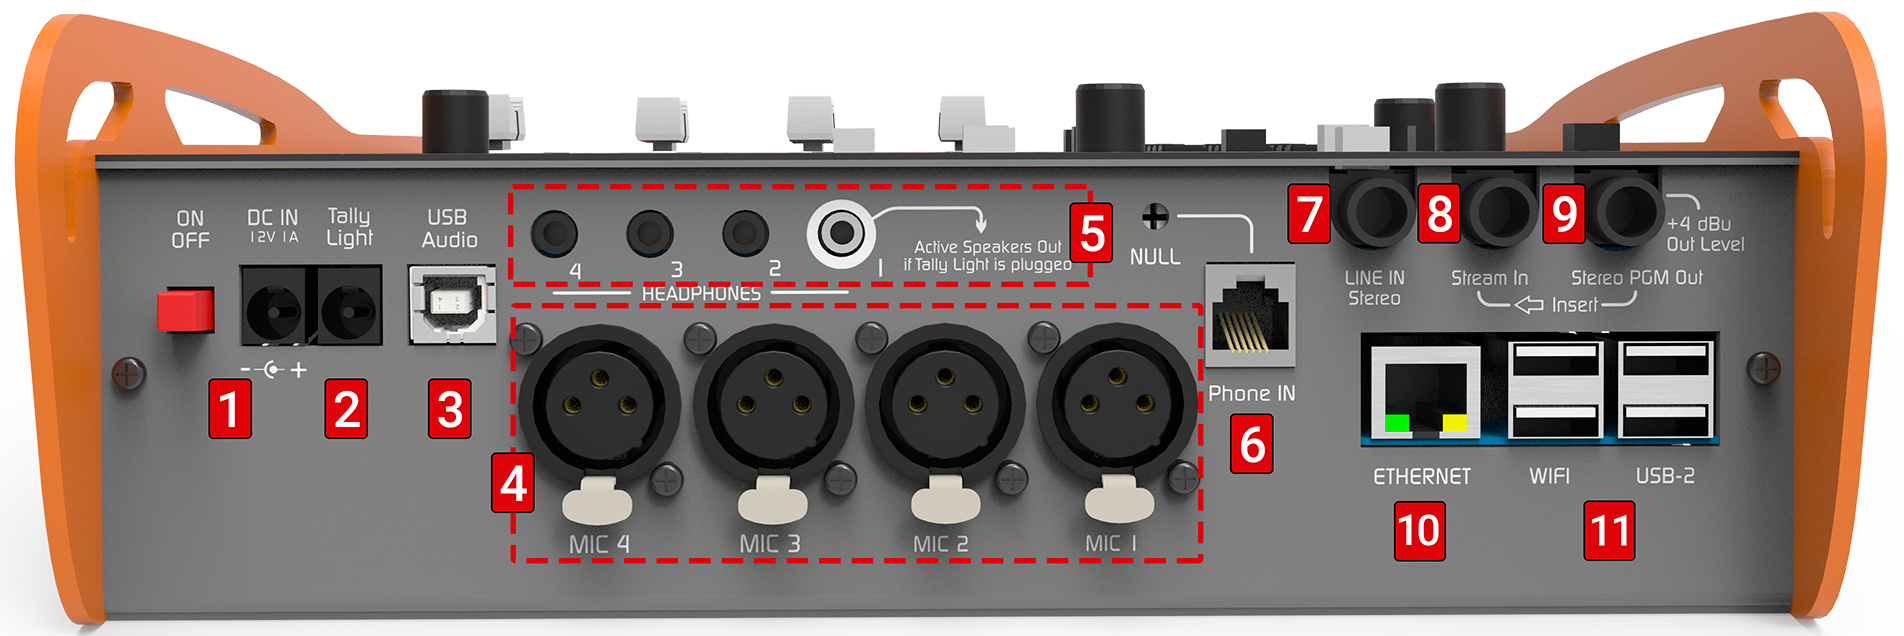 ON
OFF
DC IN
12V 1A
Tally
Light
USB
Audio
4
3
2
1
Active Speakers Out
if Tally Light is plugged
HEADPHONES
5
NULL
7
8
9
+4 dBu
Out Level
LINE IN
Stereo
Stream In
Stereo PGM Out
Insert
- +
1
2
3
4
MIC 4
MIC 3
MIC 2
MIC 1
Phone IN
6
ETHERNET
WIFI
USB-2
10
11